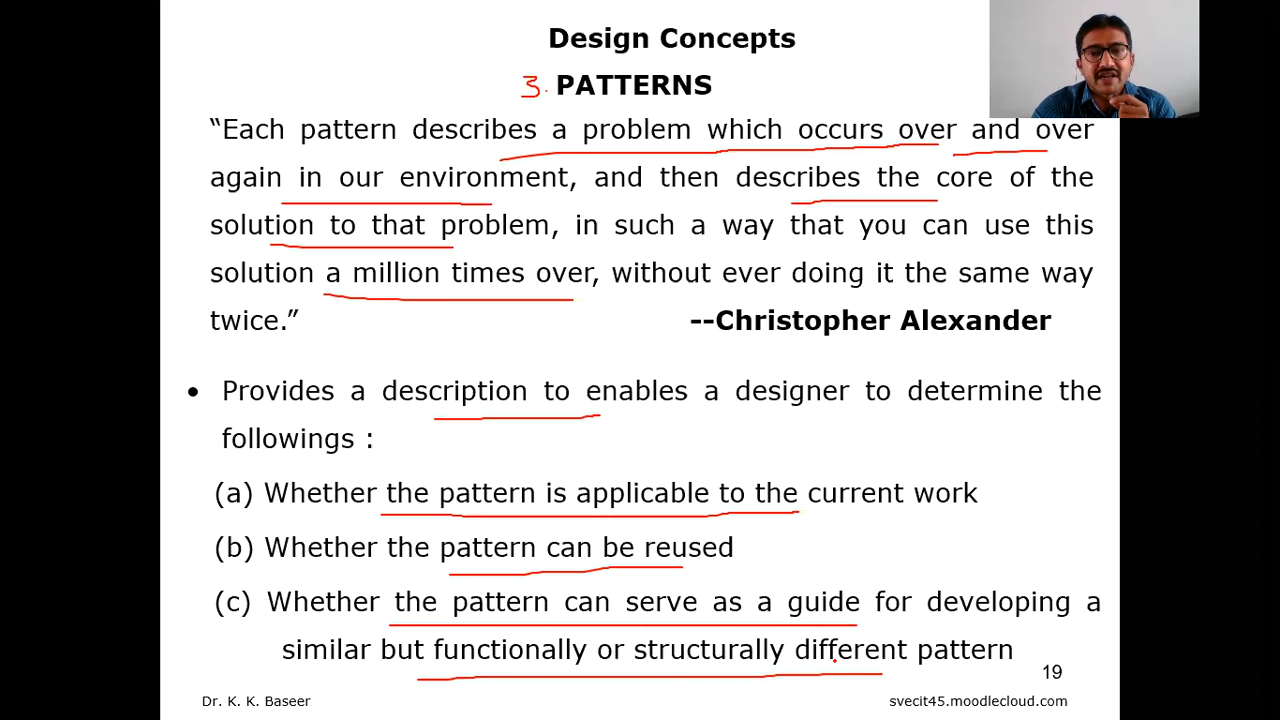 Design Concepts
3. PATTERNS
“Each pattern describes a problem which occurs over and over
again in our environment, and then describes the core of the
solution to that problem, in such a way that you can use this
solution a million times over, without ever doing it the same way
twice.” --Christopher Alexander
• Provides a description to enables a designer to determine the
followings :
(a) Whether the pattern is applicable to the current work
(b) Whether the pattern can be reused
(c) Whether the pattern can serve as a guide for developing a
similar but functionally or structurally different pattern
19
Dr. K. K. Baseer svecit45.moodlecloud.com